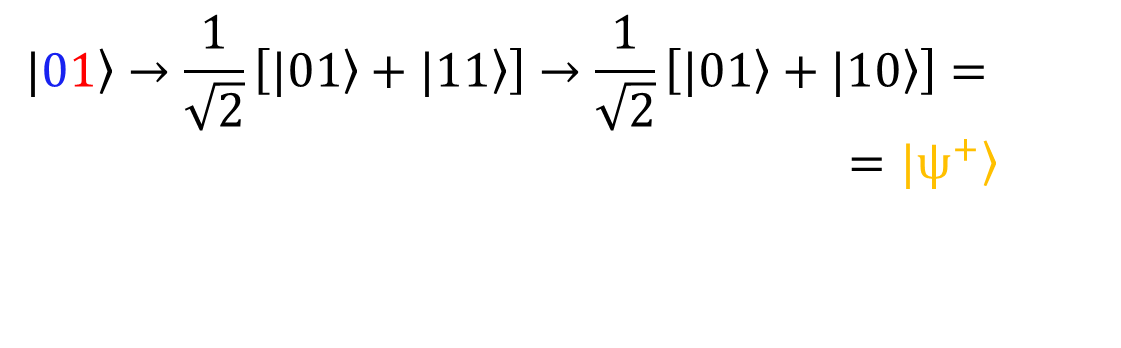 |01⟩ → 1/√2 [|01⟩ + |11⟩] → 1/√2 [|01⟩ + |10⟩] =
= |ψ⁺⟩